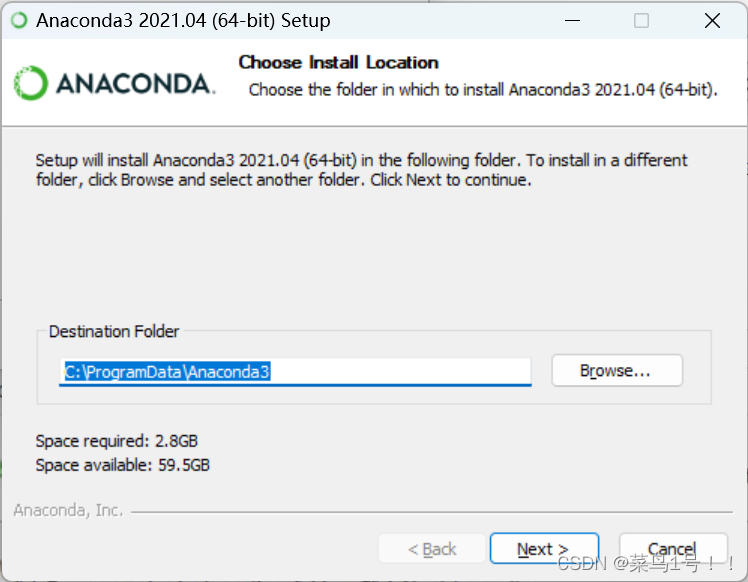 Anaconda3 2021.04 (64-bit) Setup
ANACONDA.
Choose Install Location
Choose the folder in which to install Anaconda3 2021.04 (64-bit).
Setup will install Anaconda3 2021.04 (64-bit) in the following folder. To install in a different
folder, click Browse and select another folder. Click Next to continue.
Destination Folder
C:\ProgramData\Anaconda3
Browse...
Space required: 2.8GB
Space available: 59.5GB
Anaconda, Inc.
< Back
Next >
Cancel
CSDN @菜鸟1号！！